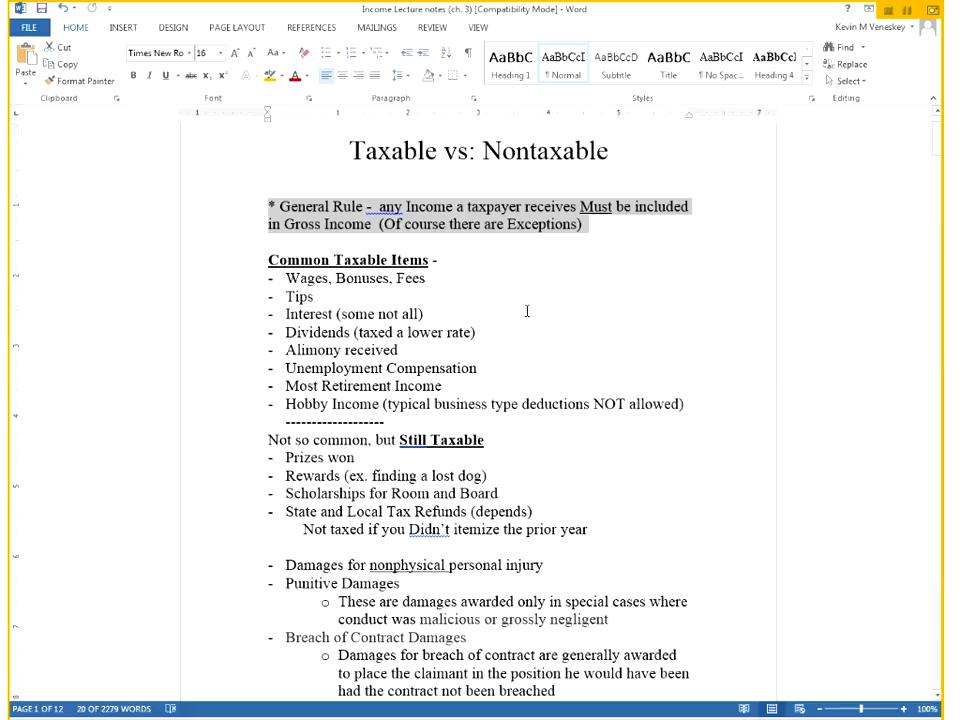 Income Lecture notes (ch. 3) [Compatibility Mode] - Word
FILE HOME INSERT DESIGN PAGE LAYOUT REFERENCES MAILINGS REVIEW VIEW
Kevin M Veneskey
Paste
Cut
Copy
Format Painter
Times New Ro 16
AaBbC AaBbCcI AaBbCcD AaBbC AaBbCcI AaBbCcI
Heading 1 ¶ Normal Subtitle Title ¶ No Spac... Heading 4
Find
Replace
Select
Clipboard Font Paragraph Styles Editing
Taxable vs: Nontaxable
* General Rule - any Income a taxpayer receives Must be included
in Gross Income (Of course there are Exceptions)
Common Taxable Items -
- Wages, Bonuses, Fees
- Tips
- Interest (some not all)
- Dividends (taxed a lower rate)
- Alimony received
- Unemployment Compensation
- Most Retirement Income
- Hobby Income (typical business type deductions NOT allowed)
-------------------
Not so common, but Still Taxable
- Prizes won
- Rewards (ex. finding a lost dog)
- Scholarships for Room and Board
- State and Local Tax Refunds (depends)
Not taxed if you Didn't itemize the prior year
- Damages for nonphysical personal injury
- Punitive Damages
o These are damages awarded only in special cases where
conduct was malicious or grossly negligent
- Breach of Contract Damages
o Damages for breach of contract are generally awarded
to place the claimant in the position he would have been
had the contract not been breached
PAGE 1 OF 12 20 OF 2279 WORDS 100%